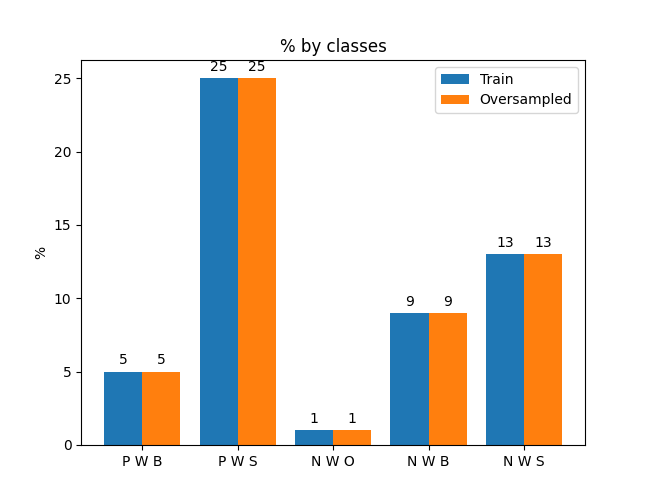 % by classes
Train
Oversampled
%
25
20
15
10
5
0
5 5
25 25
1 1
9 9
13 13
P W B
P W S
N W O
N W B
N W S